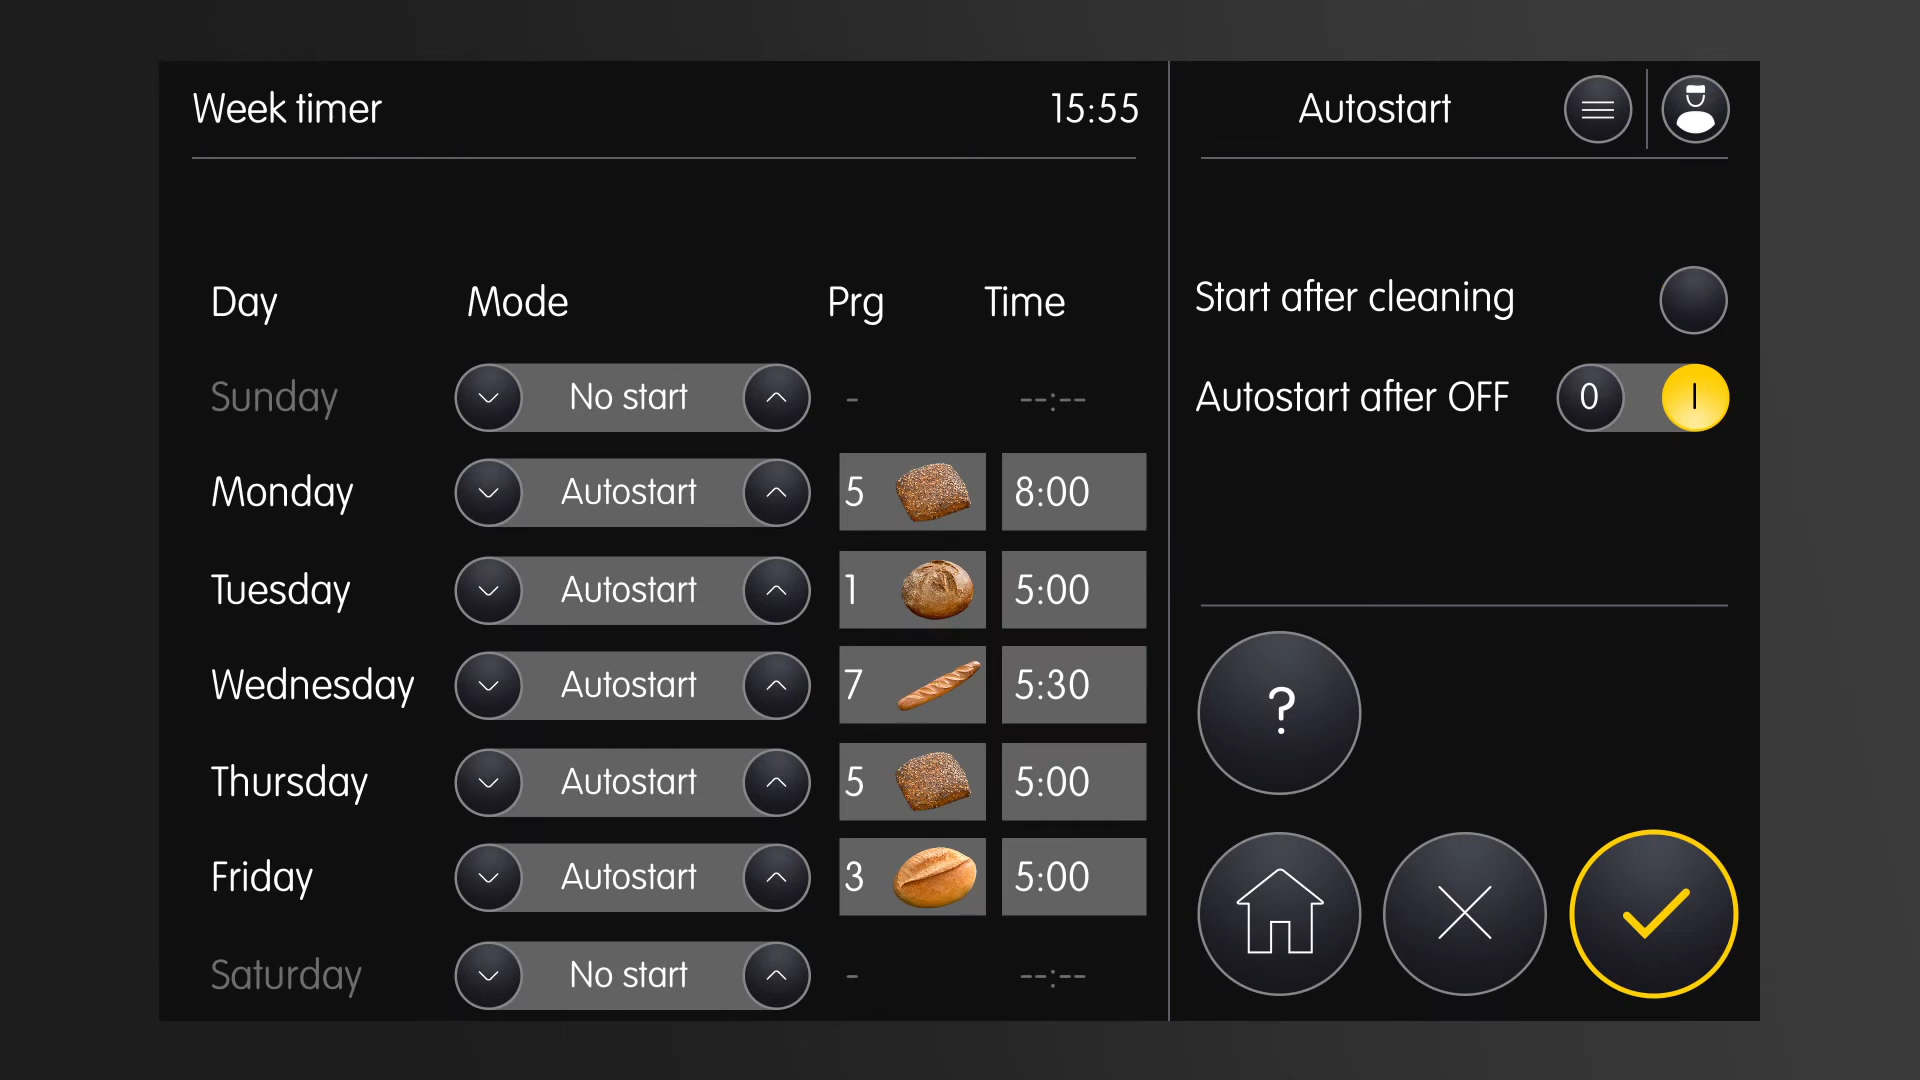 Week timer 15:55
Day Mode Prg Time
Sunday No start - --:--
Monday Autostart 5 8:00
Tuesday Autostart 1 5:00
Wednesday Autostart 7 5:30
Thursday Autostart 5 5:00
Friday Autostart 3 5:00
Saturday No start - --:--
Autostart
Start after cleaning
Autostart after OFF 0 I
?